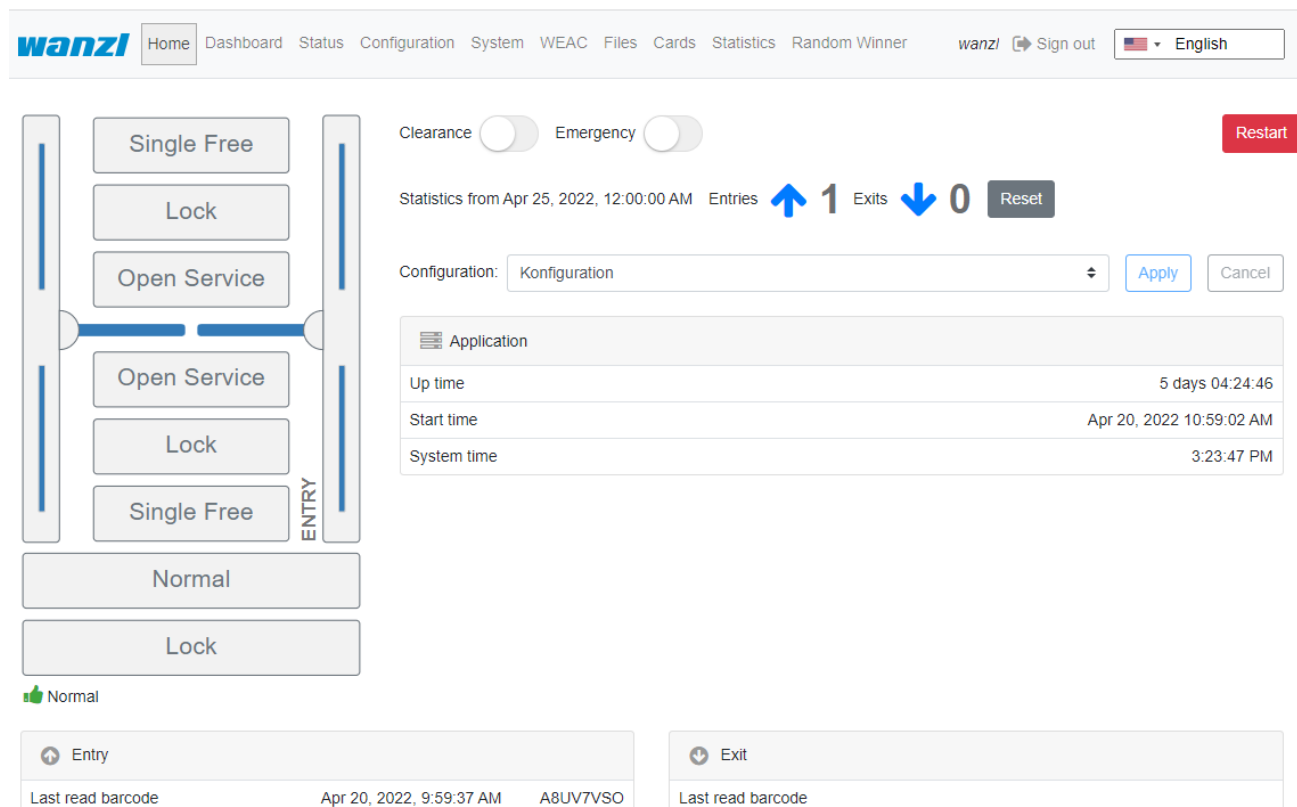 wanzl Home Dashboard Status Configuration System WEAC Files Cards Statistics Random Winner wanzl Sign out English
Single Free
Lock
Open Service
Open Service
Lock
Single Free
ENTRY
Normal
Lock
Normal
Clearance Emergency Restart
Statistics from Apr 25, 2022, 12:00:00 AM Entries 1 Exits 0 Reset
Configuration: Konfiguration Apply Cancel
Application
Up time 5 days 04:24:46
Start time Apr 20, 2022 10:59:02 AM
System time 3:23:47 PM
Entry
Last read barcode Apr 20, 2022, 9:59:37 AM A8UV7VSO
Exit
Last read barcode